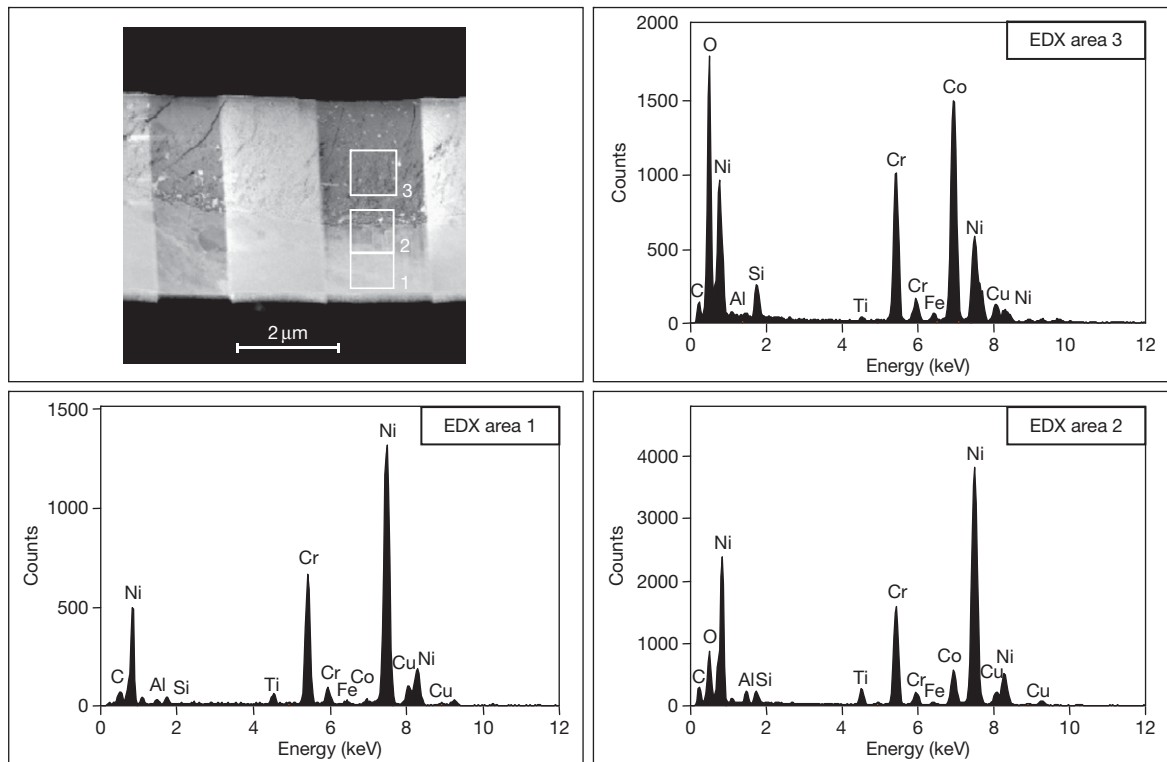 3
2
1
2 µm
EDX area 3
2000
1500
1000
500
0
Counts
O
Ni
C
Al
Si
Ti
Cr
Cr
Fe
Co
Ni
Cu
Ni
0 2 4 6 8 10 12
Energy (keV)
EDX area 1
1500
1000
500
0
Counts
Ni
C
Al
Si
Ti
Cr
Cr
Fe
Co
Ni
Cu
Ni
Cu
0 2 4 6 8 10 12
Energy (keV)
EDX area 2
4000
3000
2000
1000
0
Counts
Ni
O
C
Al
Si
Ti
Cr
Cr
Fe
Co
Ni
Cu
Ni
Cu
0 2 4 6 8 10 12
Energy (keV)